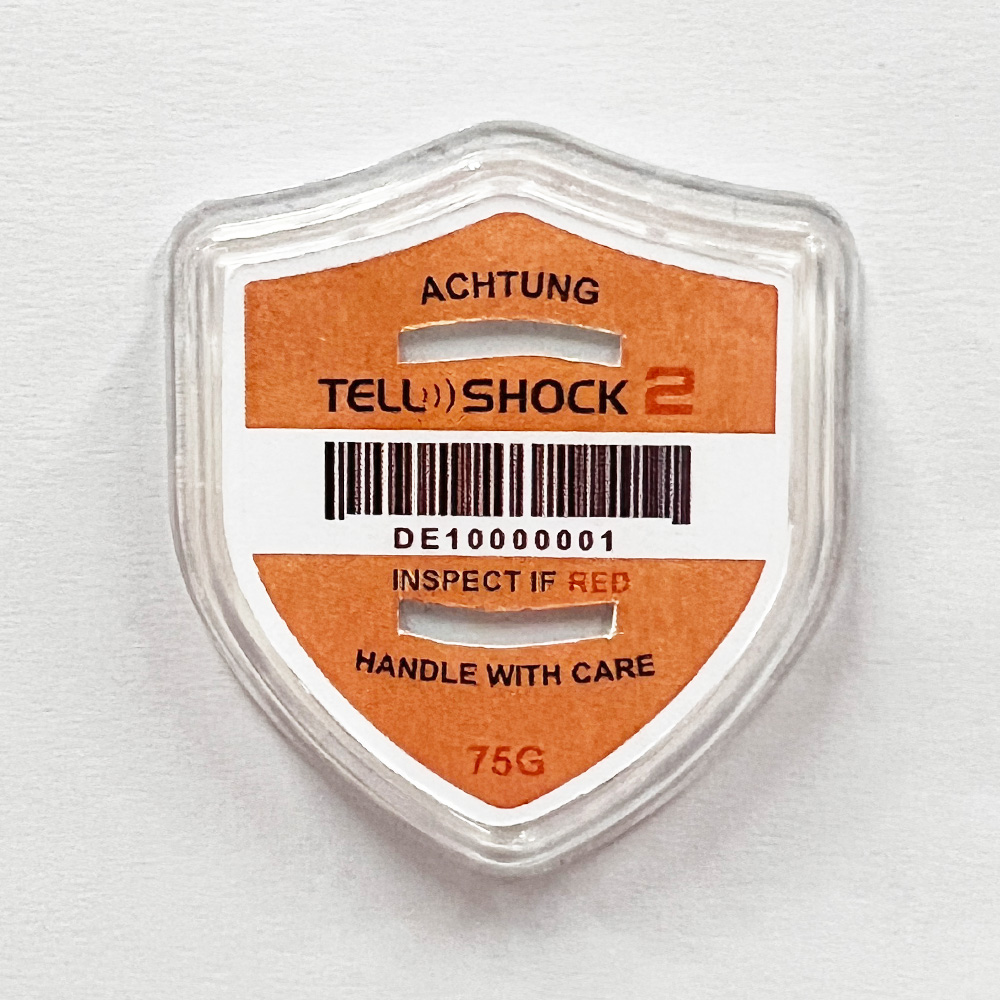 ACHTUNG
TELL SHOCK 2
DE10000001
INSPECT IF RED
HANDLE WITH CARE
75G